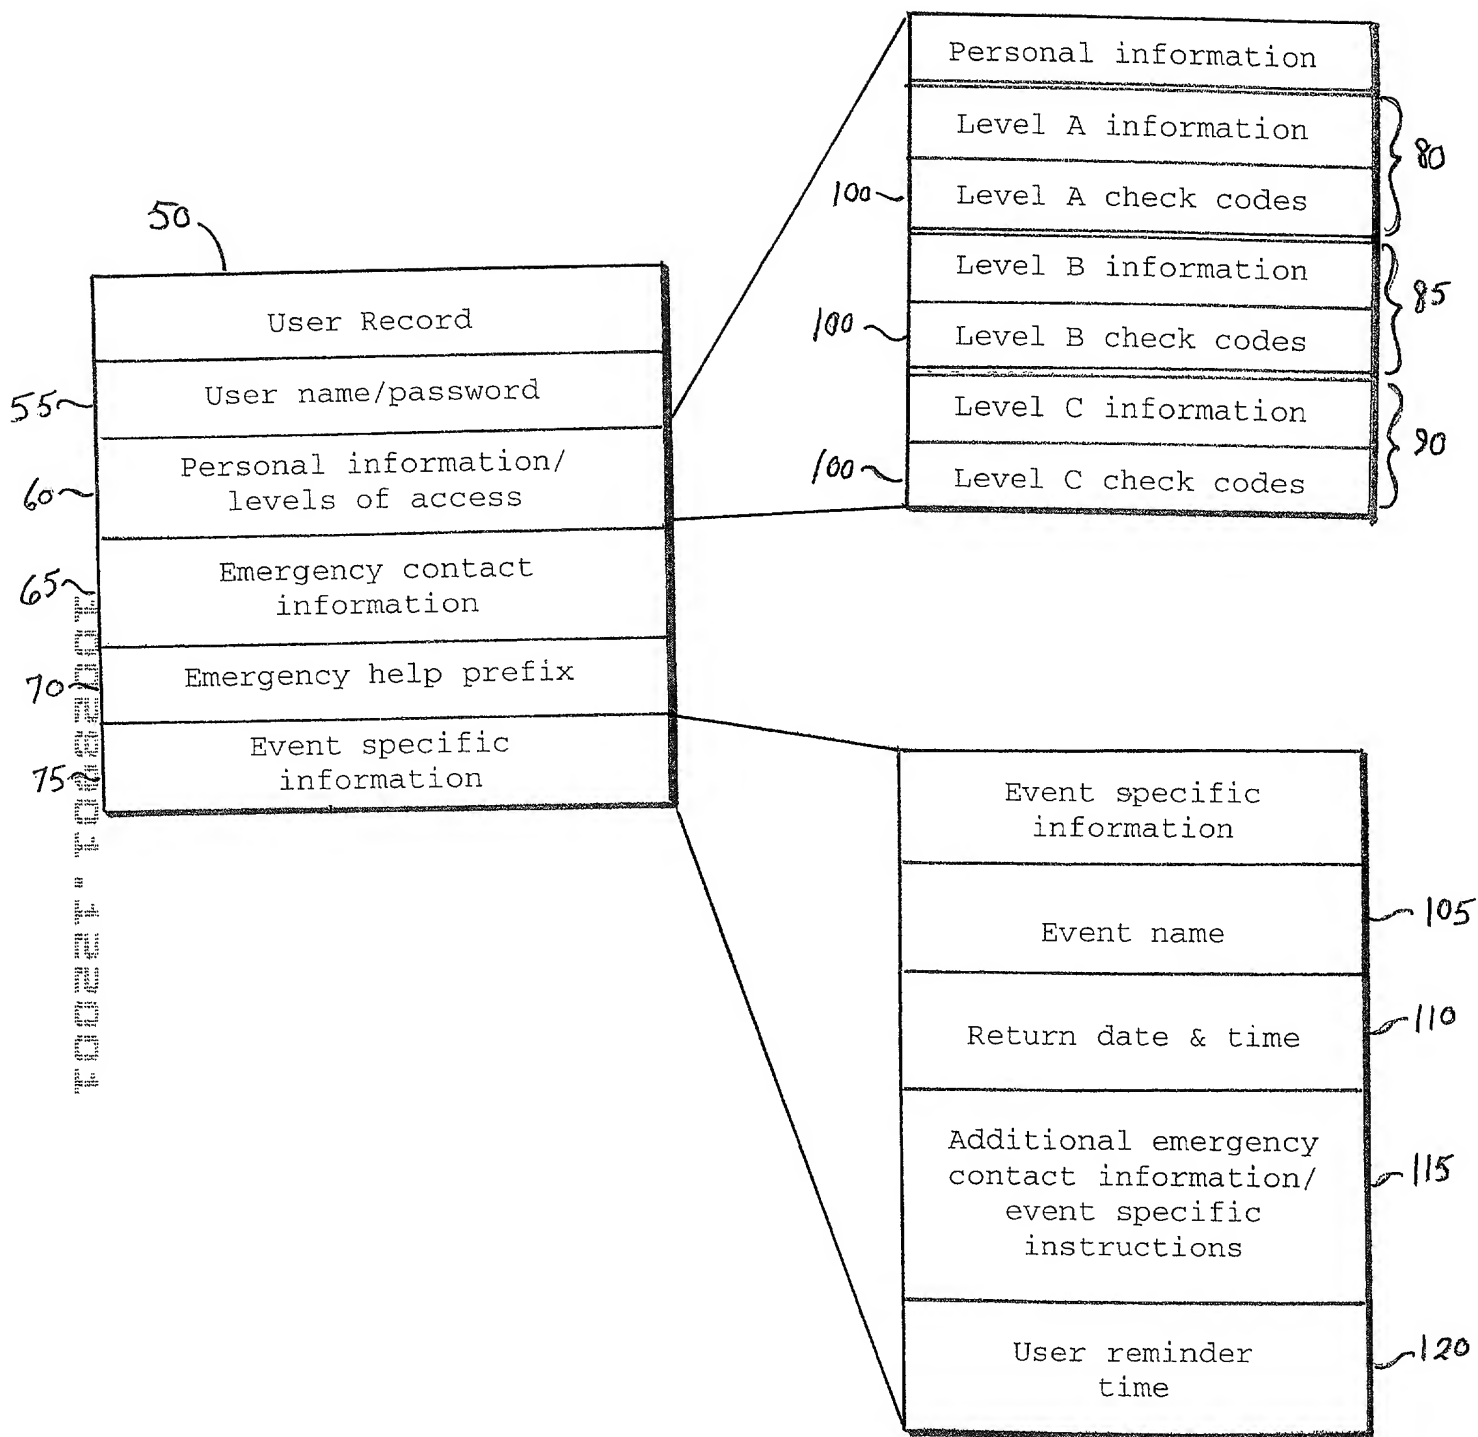 50
User Record
55
User name/password
60
Personal information/
levels of access
65
Emergency contact
information
70
Emergency help prefix
75
Event specific
information
Personal information
Level A information
80
100
Level A check codes
Level B information
85
100
Level B check codes
Level C information
90
100
Level C check codes
Event specific
information
Event name
105
Return date & time
110
Additional emergency
contact information/
event specific
instructions
115
User reminder
time
120